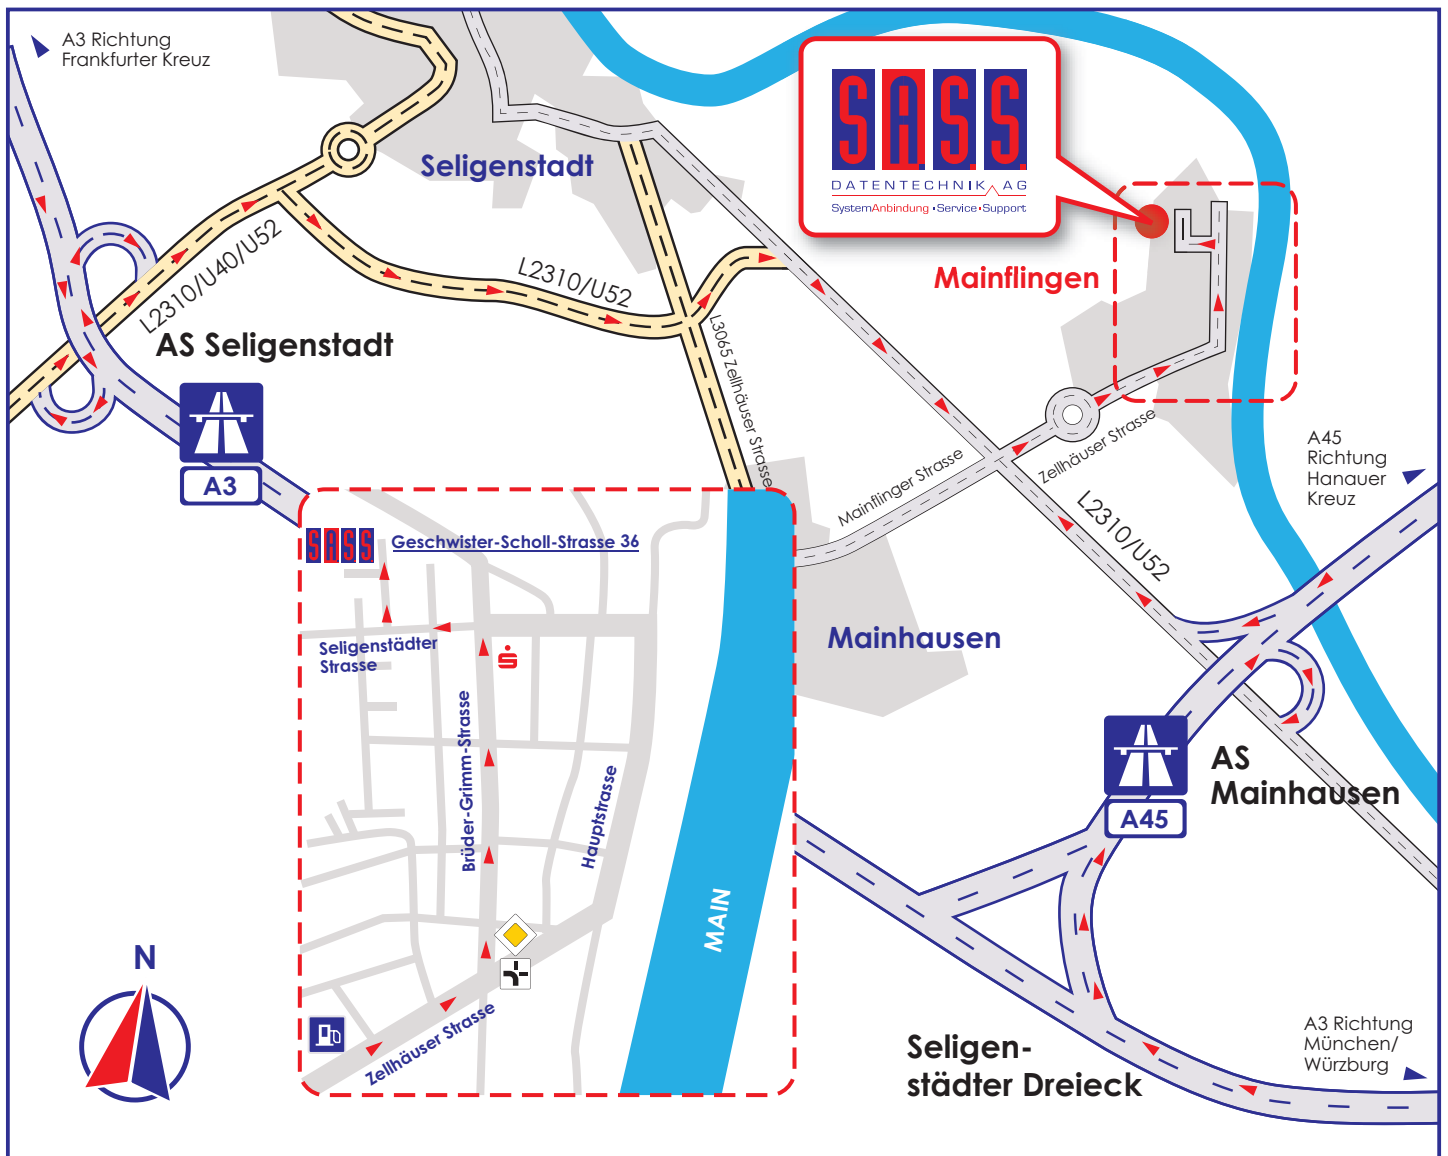 A3 Richtung
Frankfurter Kreuz
S.A.S.S.
DATENTECHNIK AG
SystemAnbindung • Service • Support
Seligenstadt
L2310/U40/U52
L2310/U52
Mainflingen
AS Seligenstadt
L3065 Zellhäuser Strasse
A3
Mainflinger Strasse
Zellhäuser Strasse
L2310/U52
A45
Richtung
Hanauer
Kreuz
SASS
Geschwister-Scholl-Strasse 36
Seligenstädter
Strasse
Mainhausen
Brüder-Grimm-Strasse
Hauptstrasse
MAIN
Zellhäuser Strasse
A45
AS
Mainhausen
N
Seligen-
städter Dreieck
A3 Richtung
München/
Würzburg